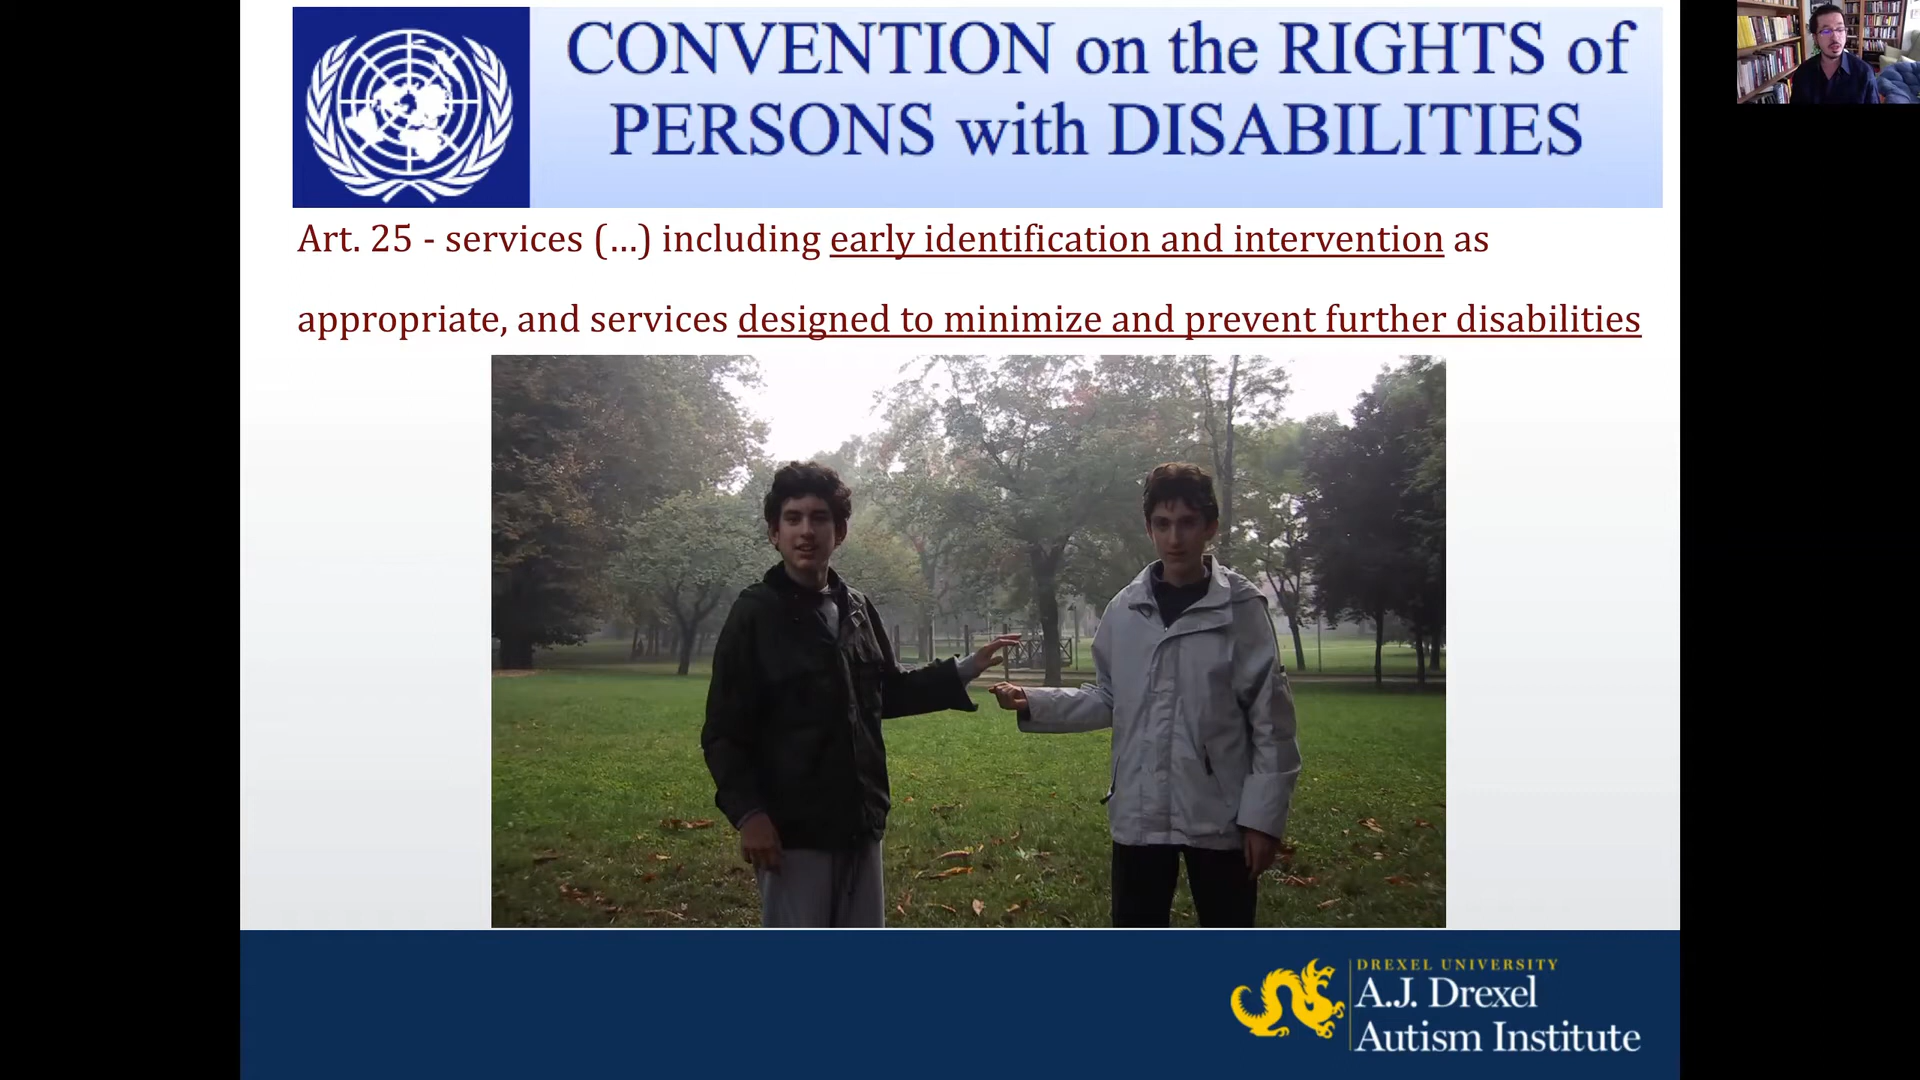 CONVENTION on the RIGHTS of
PERSONS with DISABILITIES
Art. 25 - services (…) including early identification and intervention as
appropriate, and services designed to minimize and prevent further disabilities
DREXEL UNIVERSITY
A.J. Drexel
Autism Institute